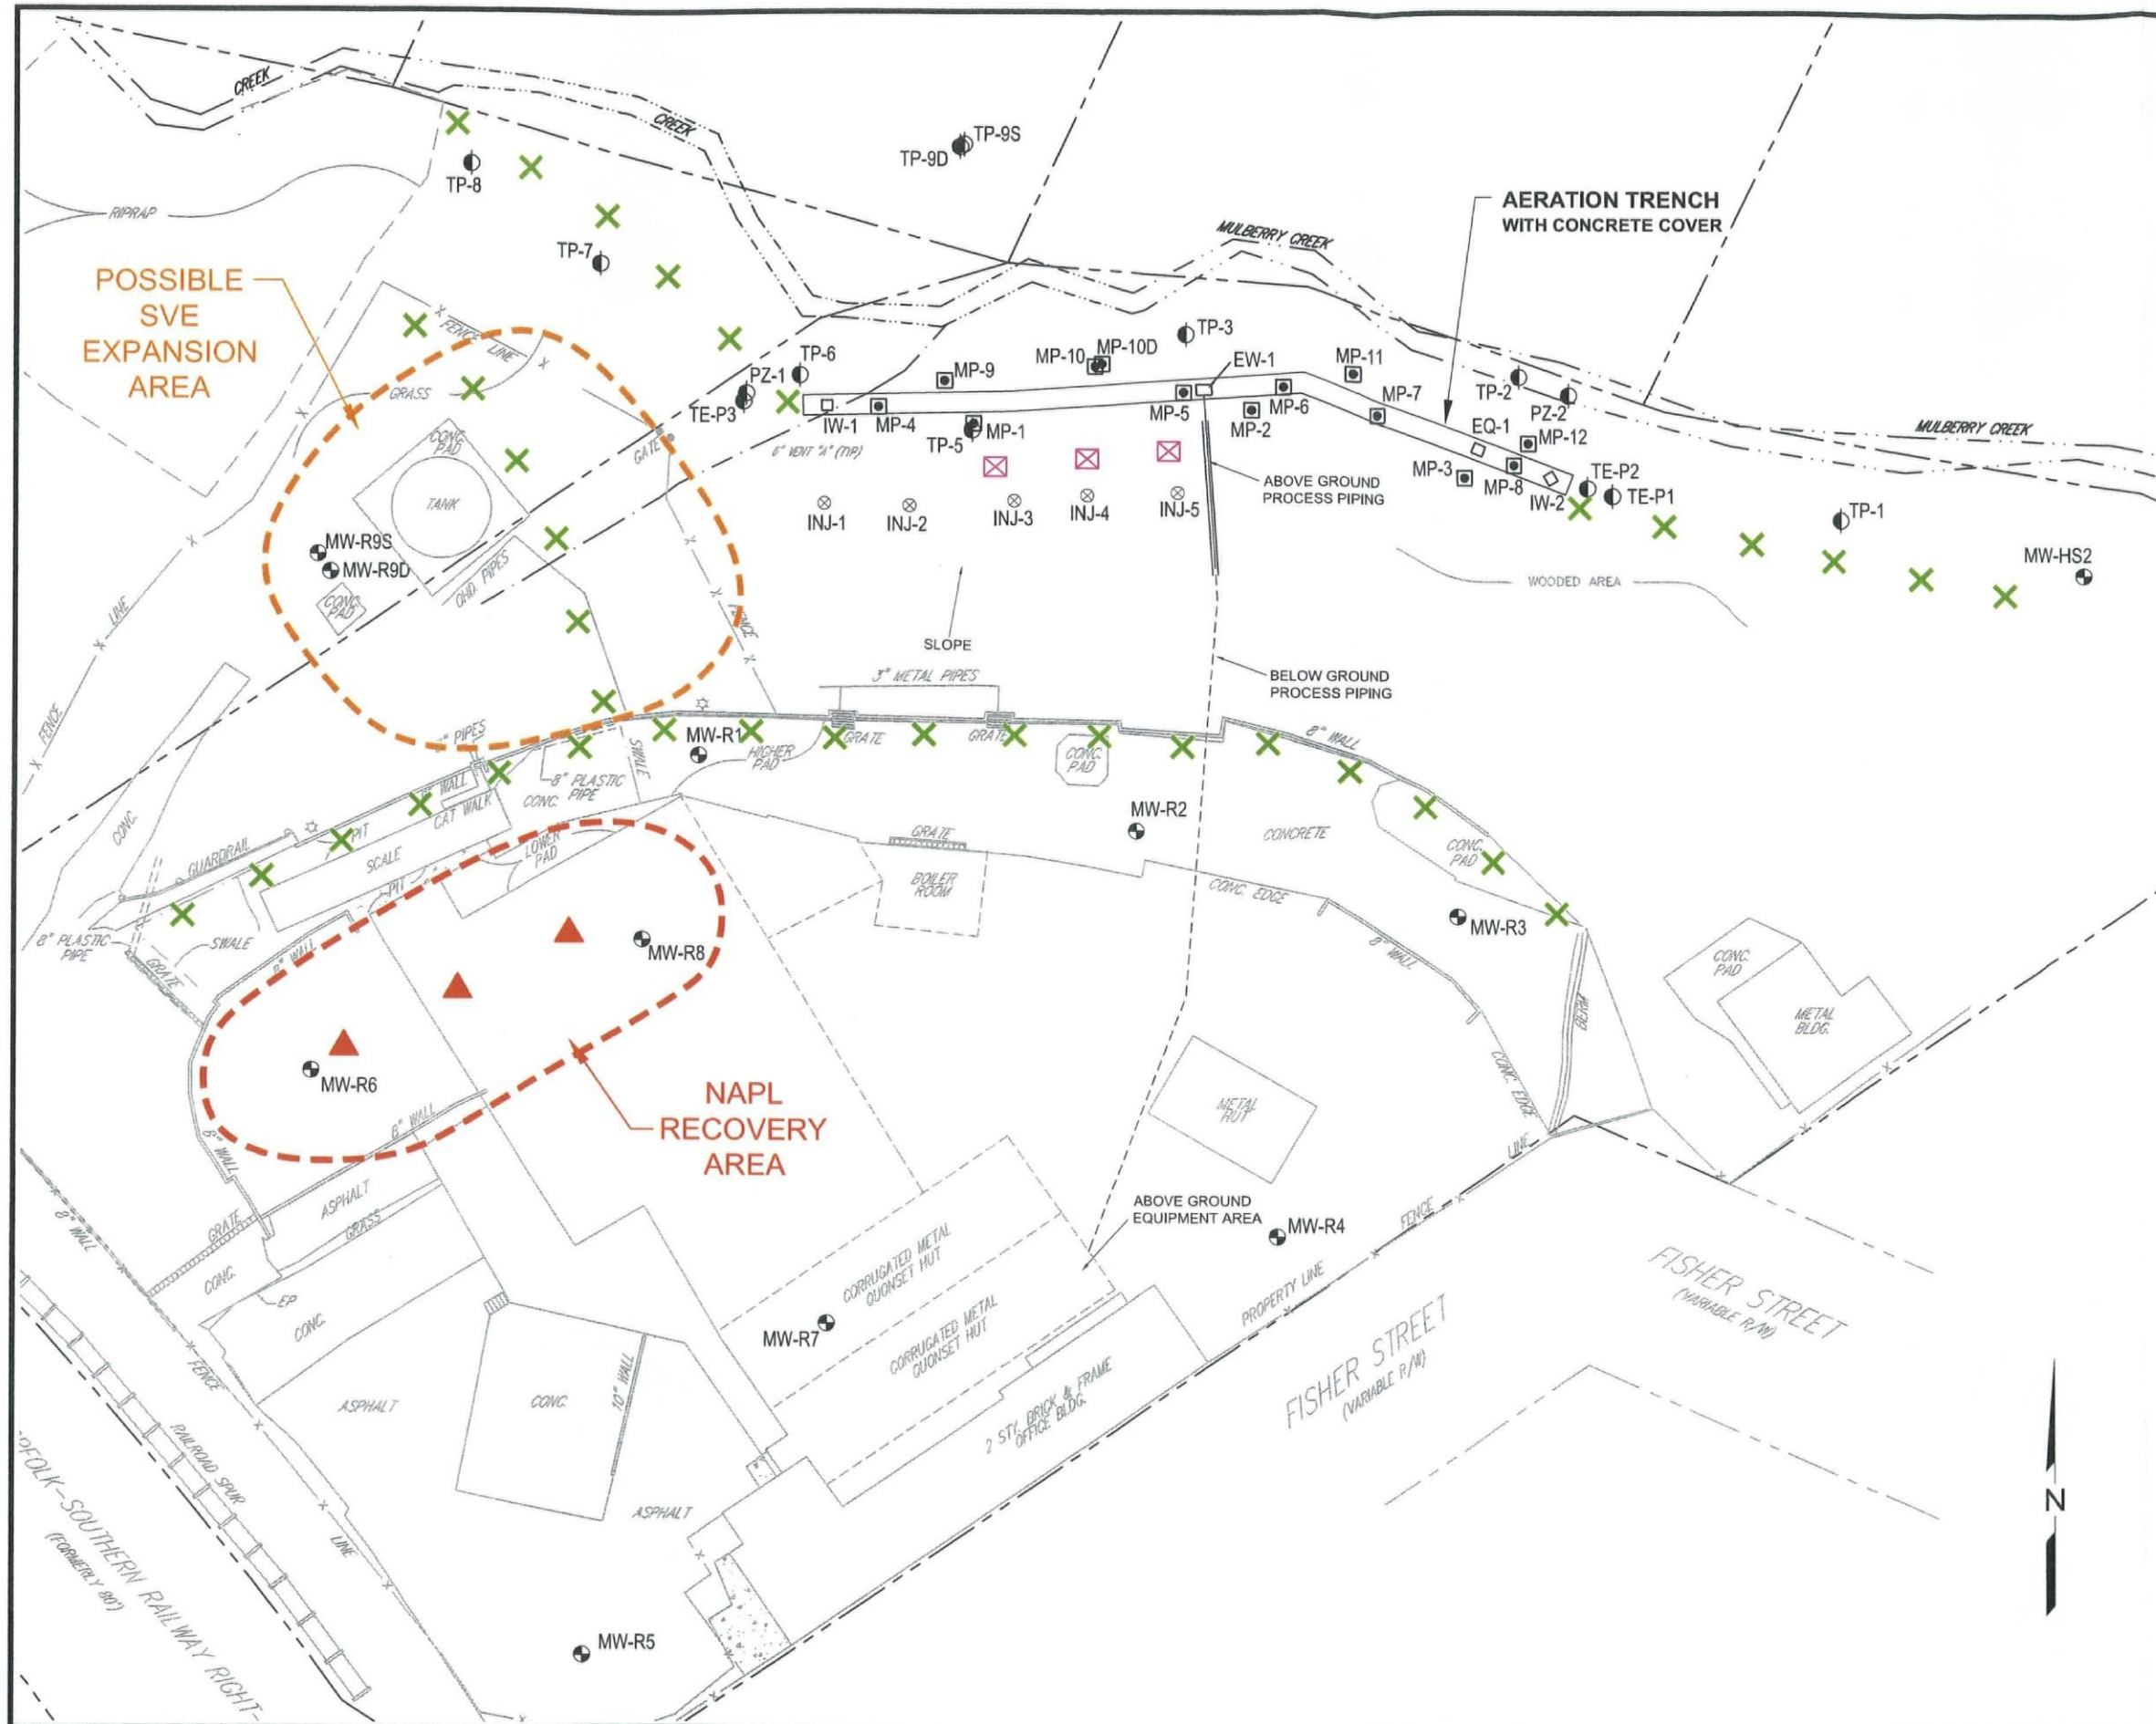 CREEK
CREEK
TP-9S
TP-9D
TP-8
RIPRAP
AERATION TRENCH
WITH CONCRETE COVER
MULBERRY CREEK
TP-7
POSSIBLE
SVE
EXPANSION
AREA
FENCE
LINE
TP-3
MP-10
MP-10D
EW-1
MP-11
TP-6
PZ-1
TE-P3
MP-9
MP-7
TP-2
PZ-2
GRASS
IW-1
MP-4
TP-5
MP-1
MP-5
MP-2
MP-6
EQ-1
MP-12
MULBERRY CREEK
CONC.
PAD
GATE
6" VENT "A" (TYP)
MP-3
MP-8
IW-2
TE-P2
TE-P1
ABOVE GROUND
PROCESS PIPING
TANK
INJ-1
INJ-2
INJ-3
INJ-4
INJ-5
TP-1
MW-R9S
MW-R9D
MW-HS2
OHD PIPES
CONC.
PAD
WOODED AREA
FENCE
LINE
SLOPE
3" METAL PIPES
BELOW GROUND
PROCESS PIPING
FENCE
PIPES
MW-R1
SWALE
HIGHER
PAD
GRATE
GRATE
CONC.
PAD
8" WALL
8" PLASTIC
PIPE
CONC.
WALL
CAT WALK
CONC.
MW-R2
PIT
GUARDRAIL
SCALE
LOWER
PAD
GRATE
CONCRETE
CONC.
PAD
PIT
BOILER
ROOM
CONC. EDGE
MW-R3
8" PLASTIC
PIPE
SWALE
GRATE
8" WALL
MW-R8
8" WALL
CONC.
PAD
METAL
BLDG.
BERM
MW-R6
NAPL
RECOVERY
AREA
8" WALL
8" WALL
METAL
HUT
CONC. EDGE
LINE
ASPHALT
GRASS
GRATE
8" WALL
ABOVE GROUND
EQUIPMENT AREA
MW-R4
FENCE
CONC.
EP
CONC.
CORRUGATED METAL
QUONSET HUT
PROPERTY LINE
FISHER STREET
(VARIABLE R/W)
MW-R7
CORRUGATED METAL
QUONSET HUT
FISHER STREET
(VARIABLE R/W)
FENCE
ASPHALT
CONC.
10" WALL
2 STY. BRICK & FRAME
OFFICE BLDG.
RAILROAD SPUR
LINE
ASPHALT
N
RFOLK-SOUTHERN RAILWAY RIGHT-
(FORMERLY 80')
MW-R5